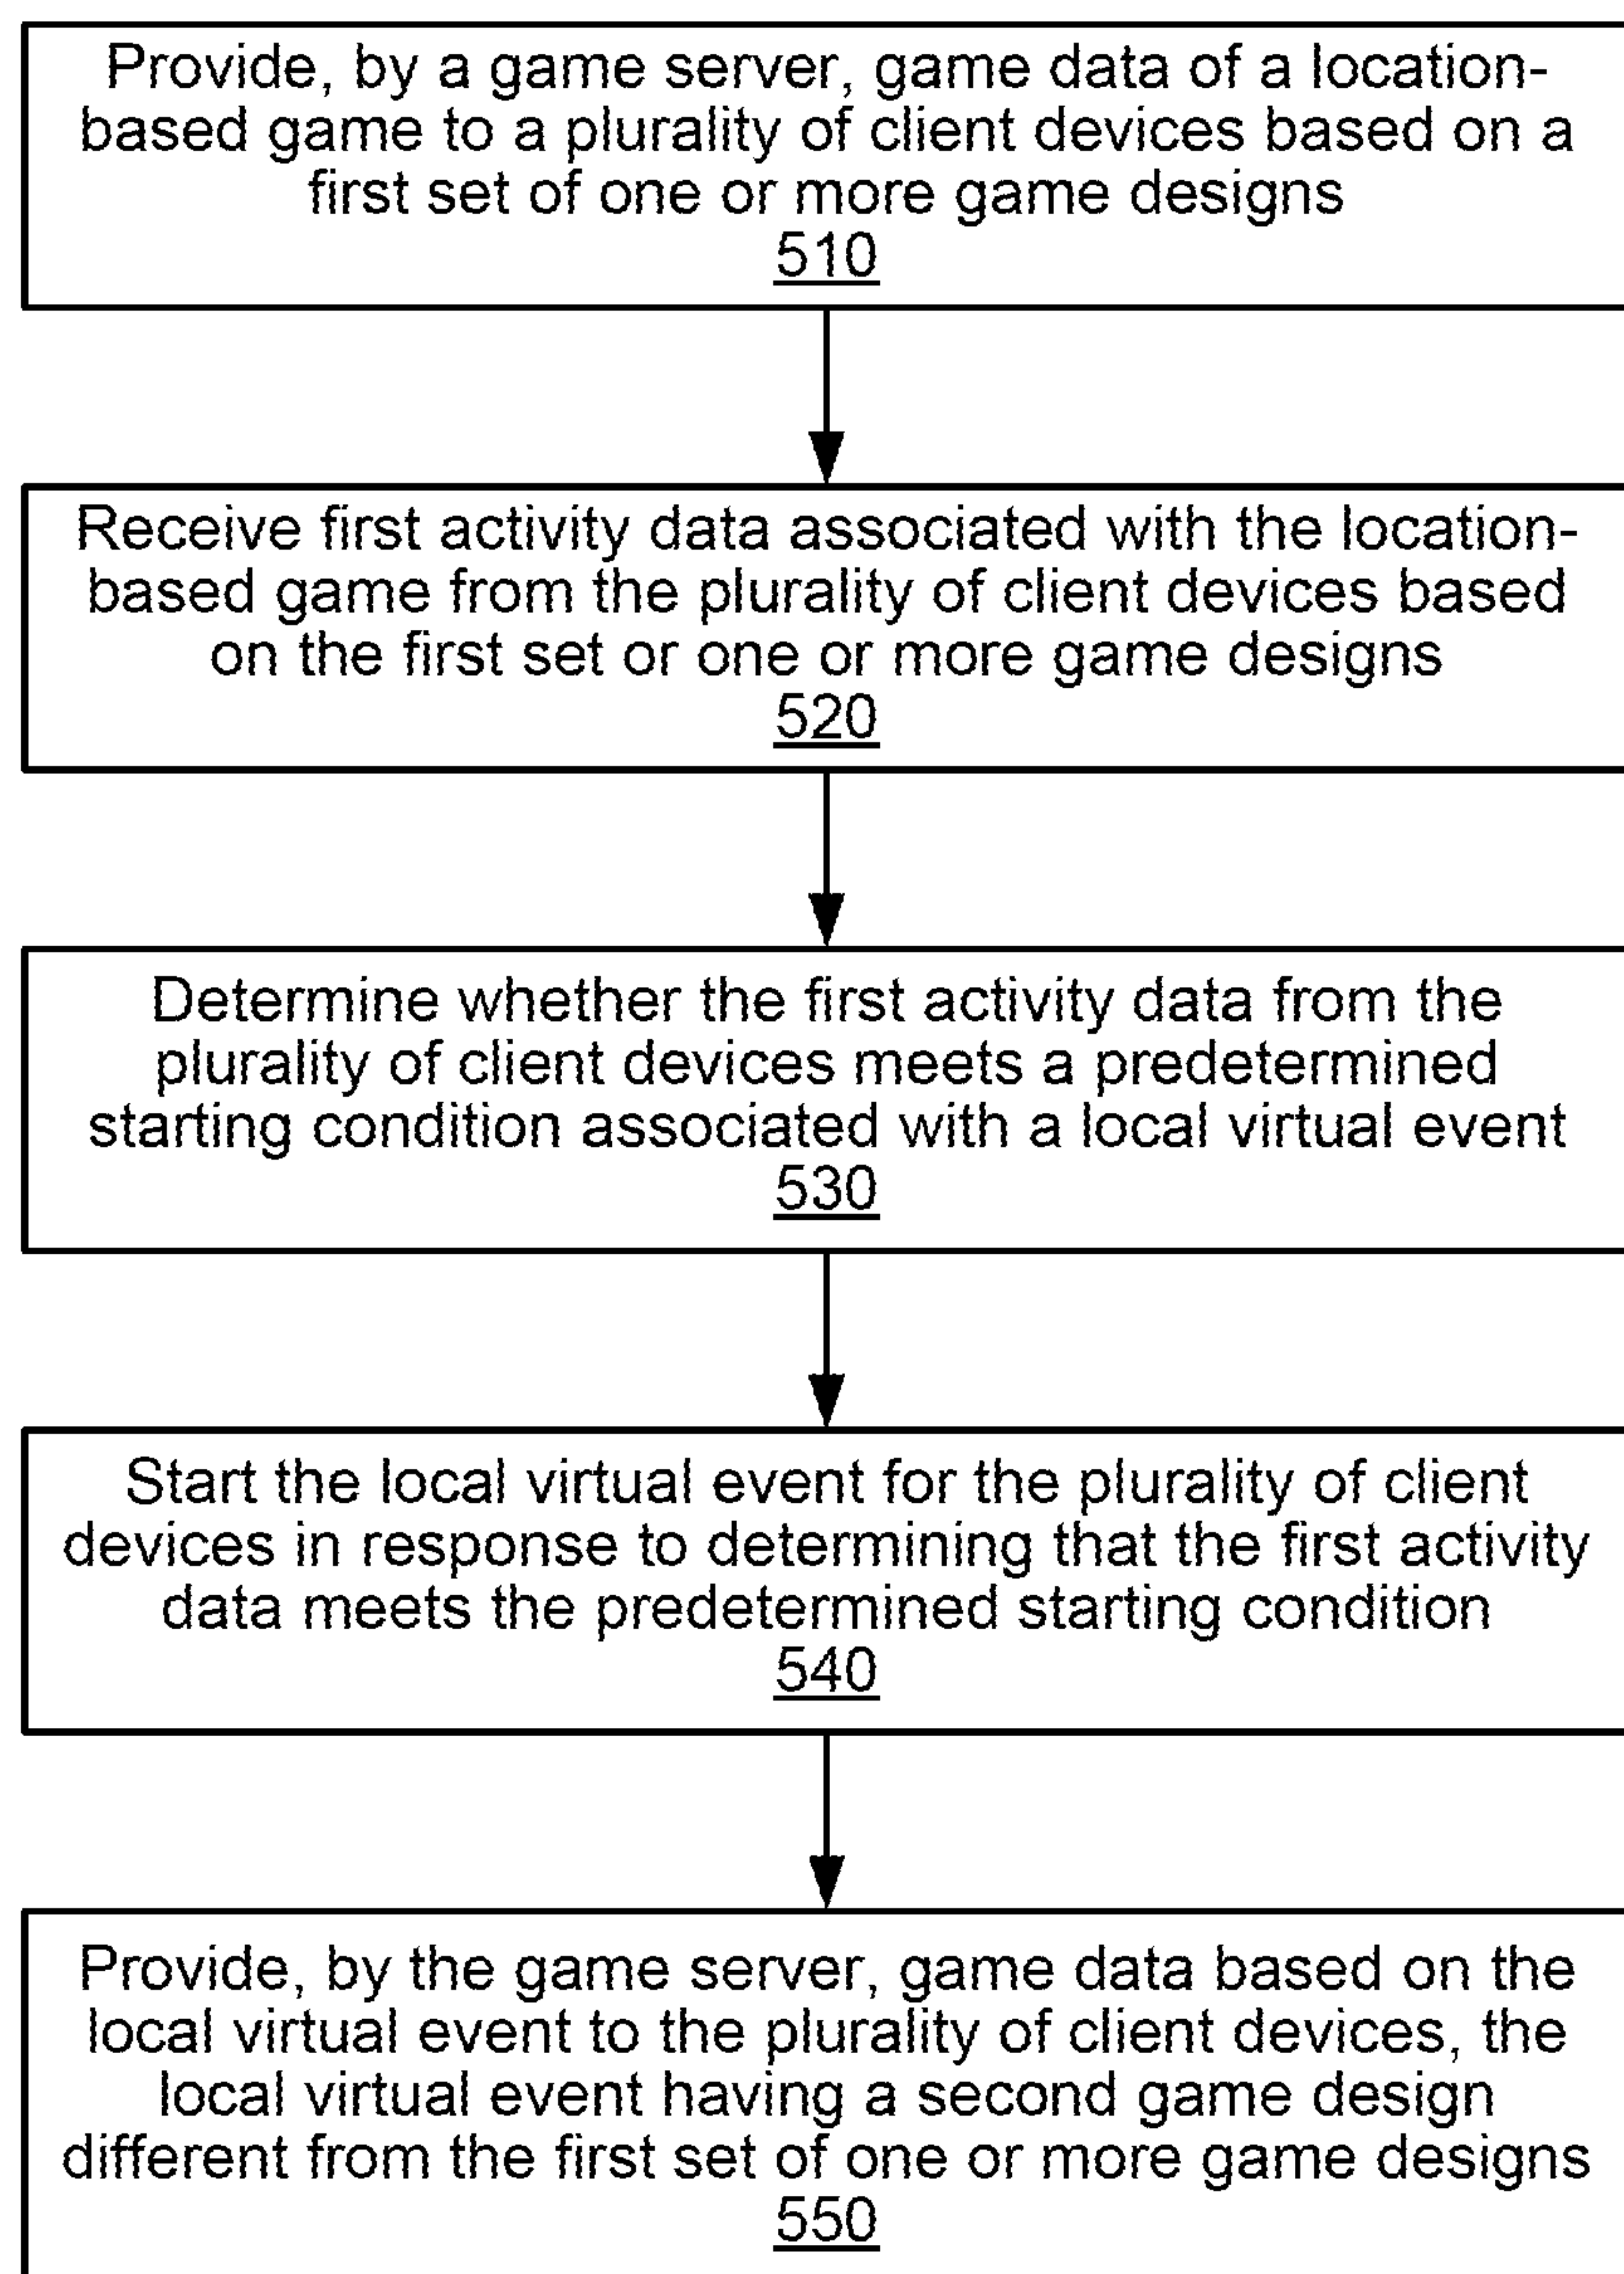 Provide, by a game server, game data of a location-
based game to a plurality of client devices based on a
first set of one or more game designs
510
Receive first activity data associated with the location-
based game from the plurality of client devices based
on the first set or one or more game designs
520
Determine whether the first activity data from the
plurality of client devices meets a predetermined
starting condition associated with a local virtual event
530
Start the local virtual event for the plurality of client
devices in response to determining that the first activity
data meets the predetermined starting condition
540
Provide, by the game server, game data based on the
local virtual event to the plurality of client devices, the
local virtual event having a second game design
different from the first set of one or more game designs
550